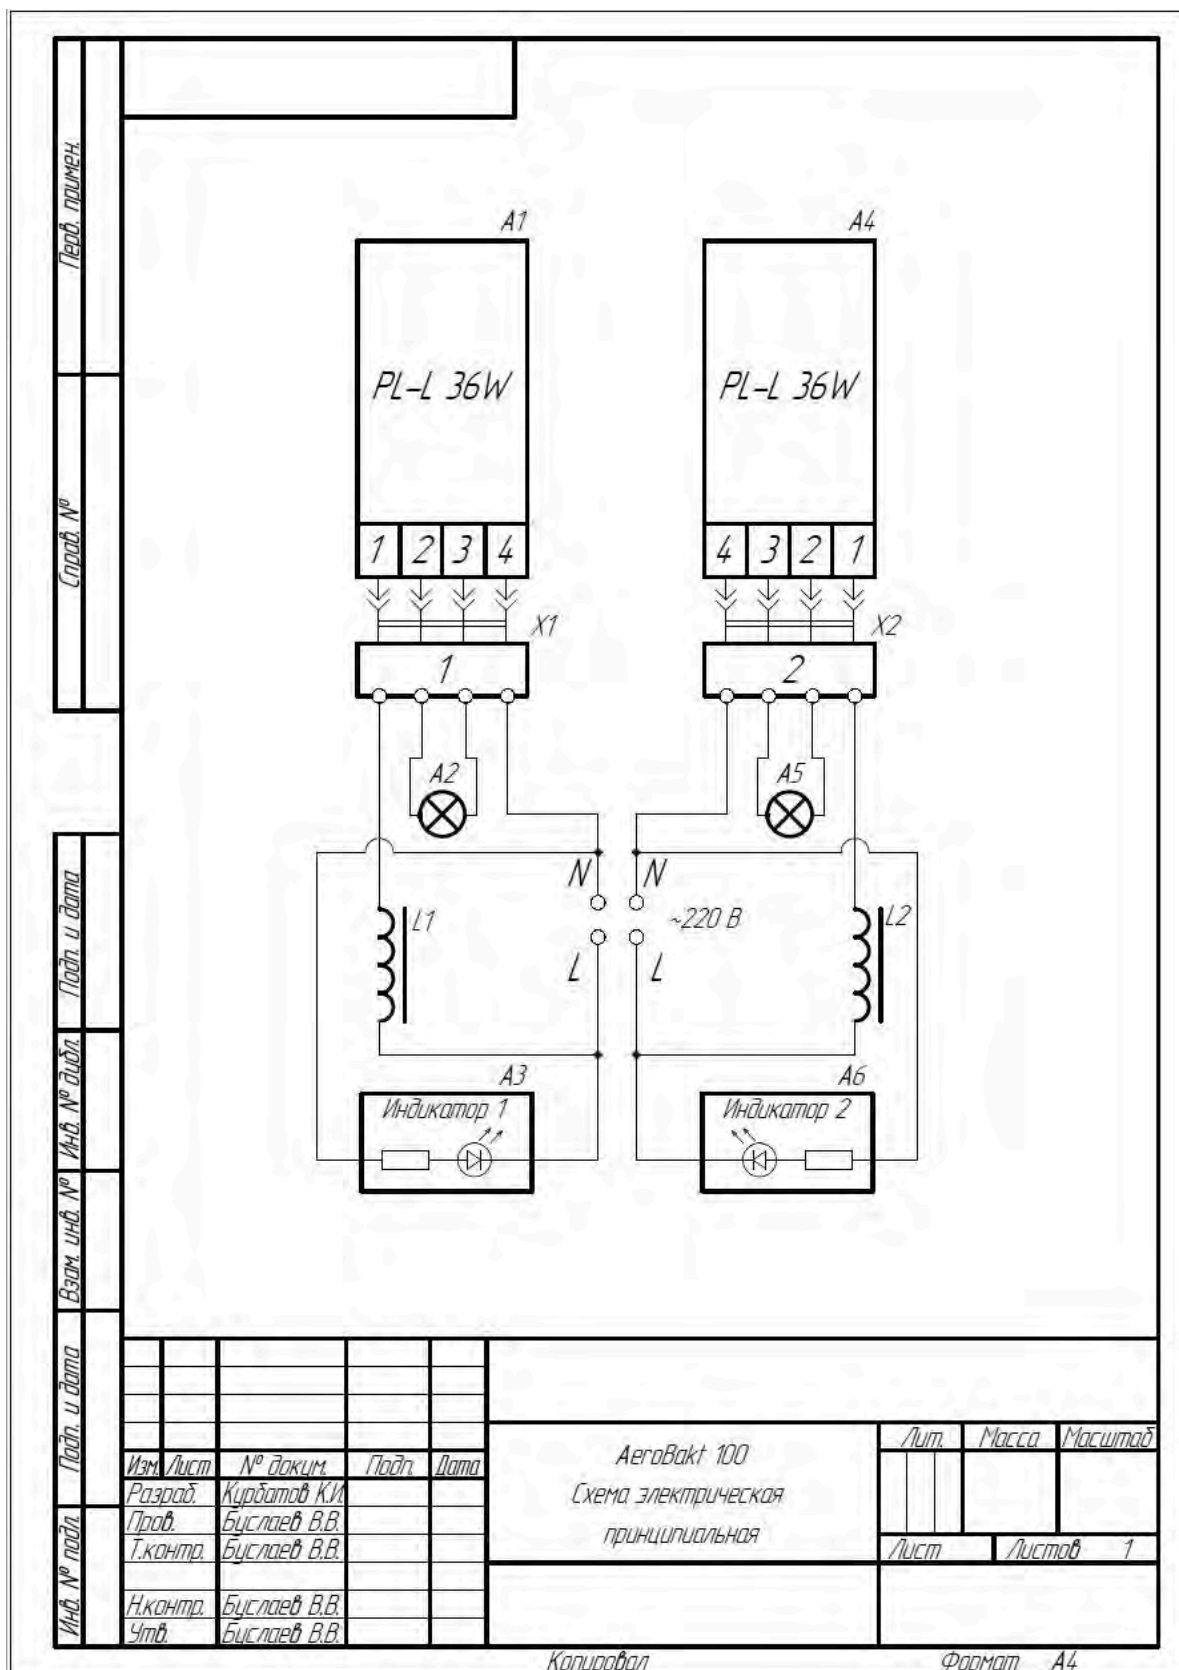 Перв. примен.
Справ. №
Подп. и дата
Инв. № дубл.
Взам. инв. №
Подп. и дата
Инв. № подл.
A1
A4
PL-L 36W
PL-L 36W
1 2 3 4
4 3 2 1
X1
X2
1
2
A2
A5
N
N
L1
~220 В
L2
L
L
A3
A6
Индикатор 1
Индикатор 2
Изм. Лист № докум. Подп. Дата
Разраб. Курбатов К.И.
Пров. Буслаев В.В.
Т.контр. Буслаев В.В.
Н.контр. Буслаев В.В.
Утв. Буслаев В.В.
AeroBakt 100
Схема электрическая
принципиальная
Лит. Масса Масштаб
Лист Листов 1
Копировал
Формат A4